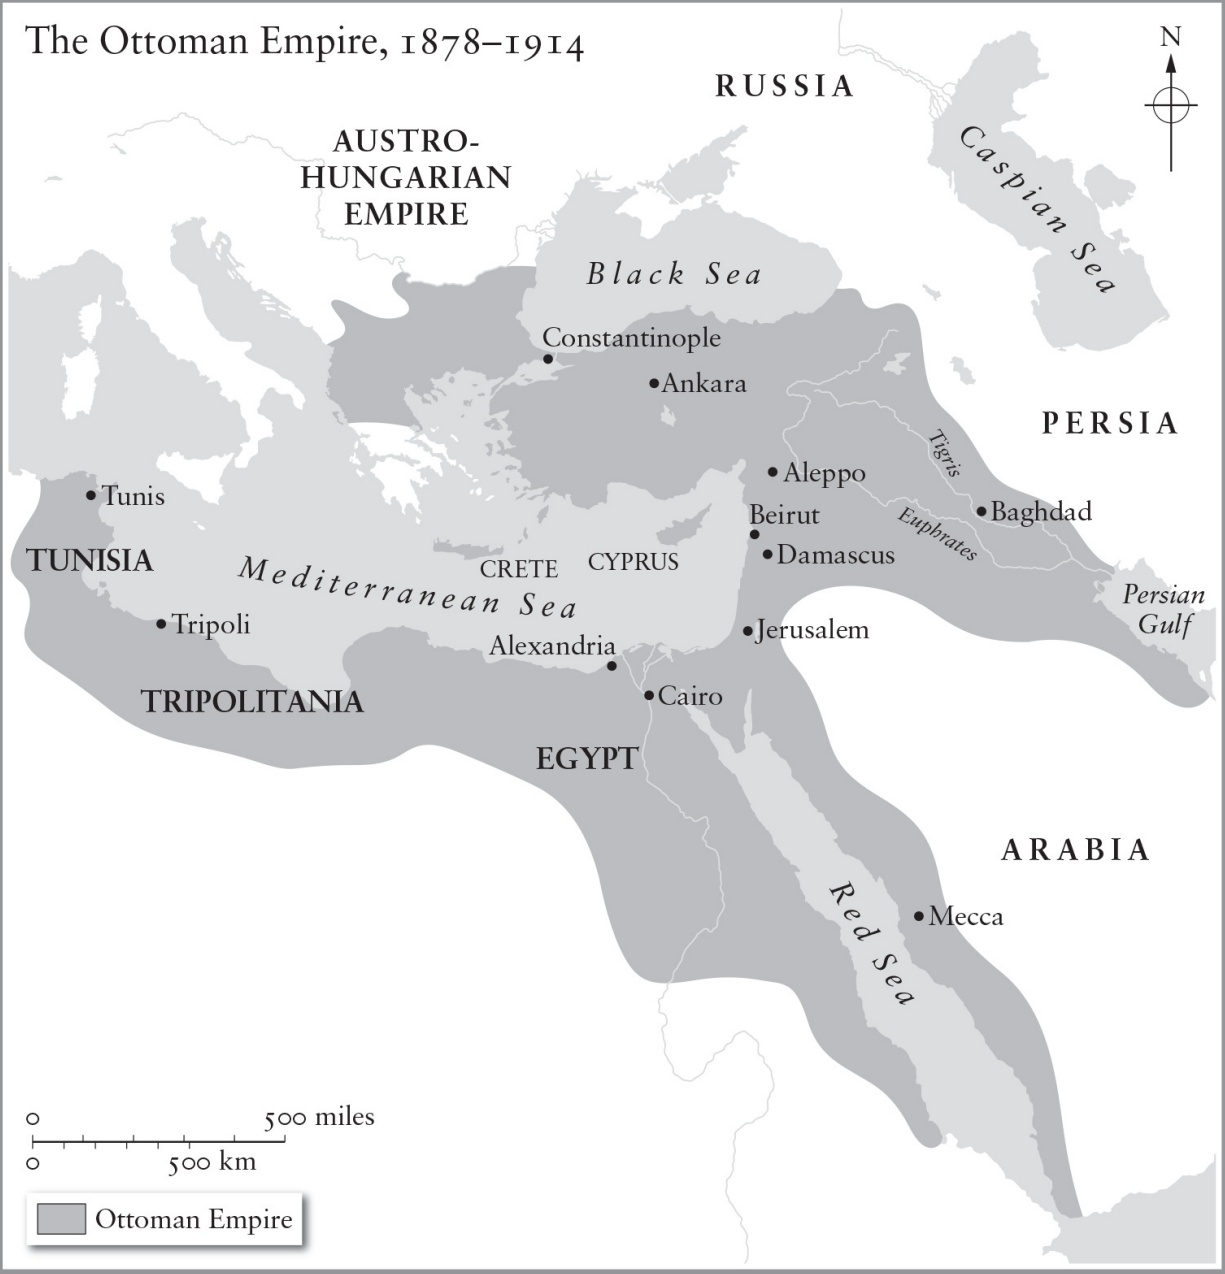 The Ottoman Empire, 1878–1914
N
RUSSIA
AUSTRO-
HUNGARIAN
EMPIRE
Caspian Sea
Black Sea
Constantinople
Ankara
PERSIA
Tigris
Aleppo
Tunis
Baghdad
Beirut
Euphrates
TUNISIA
Damascus
CRETE
CYPRUS
Mediterranean Sea
Persian
Gulf
Tripoli
Jerusalem
Alexandria
TRIPOLITANIA
Cairo
EGYPT
ARABIA
Red Sea
Mecca
0 500 miles
0 500 km
Ottoman Empire